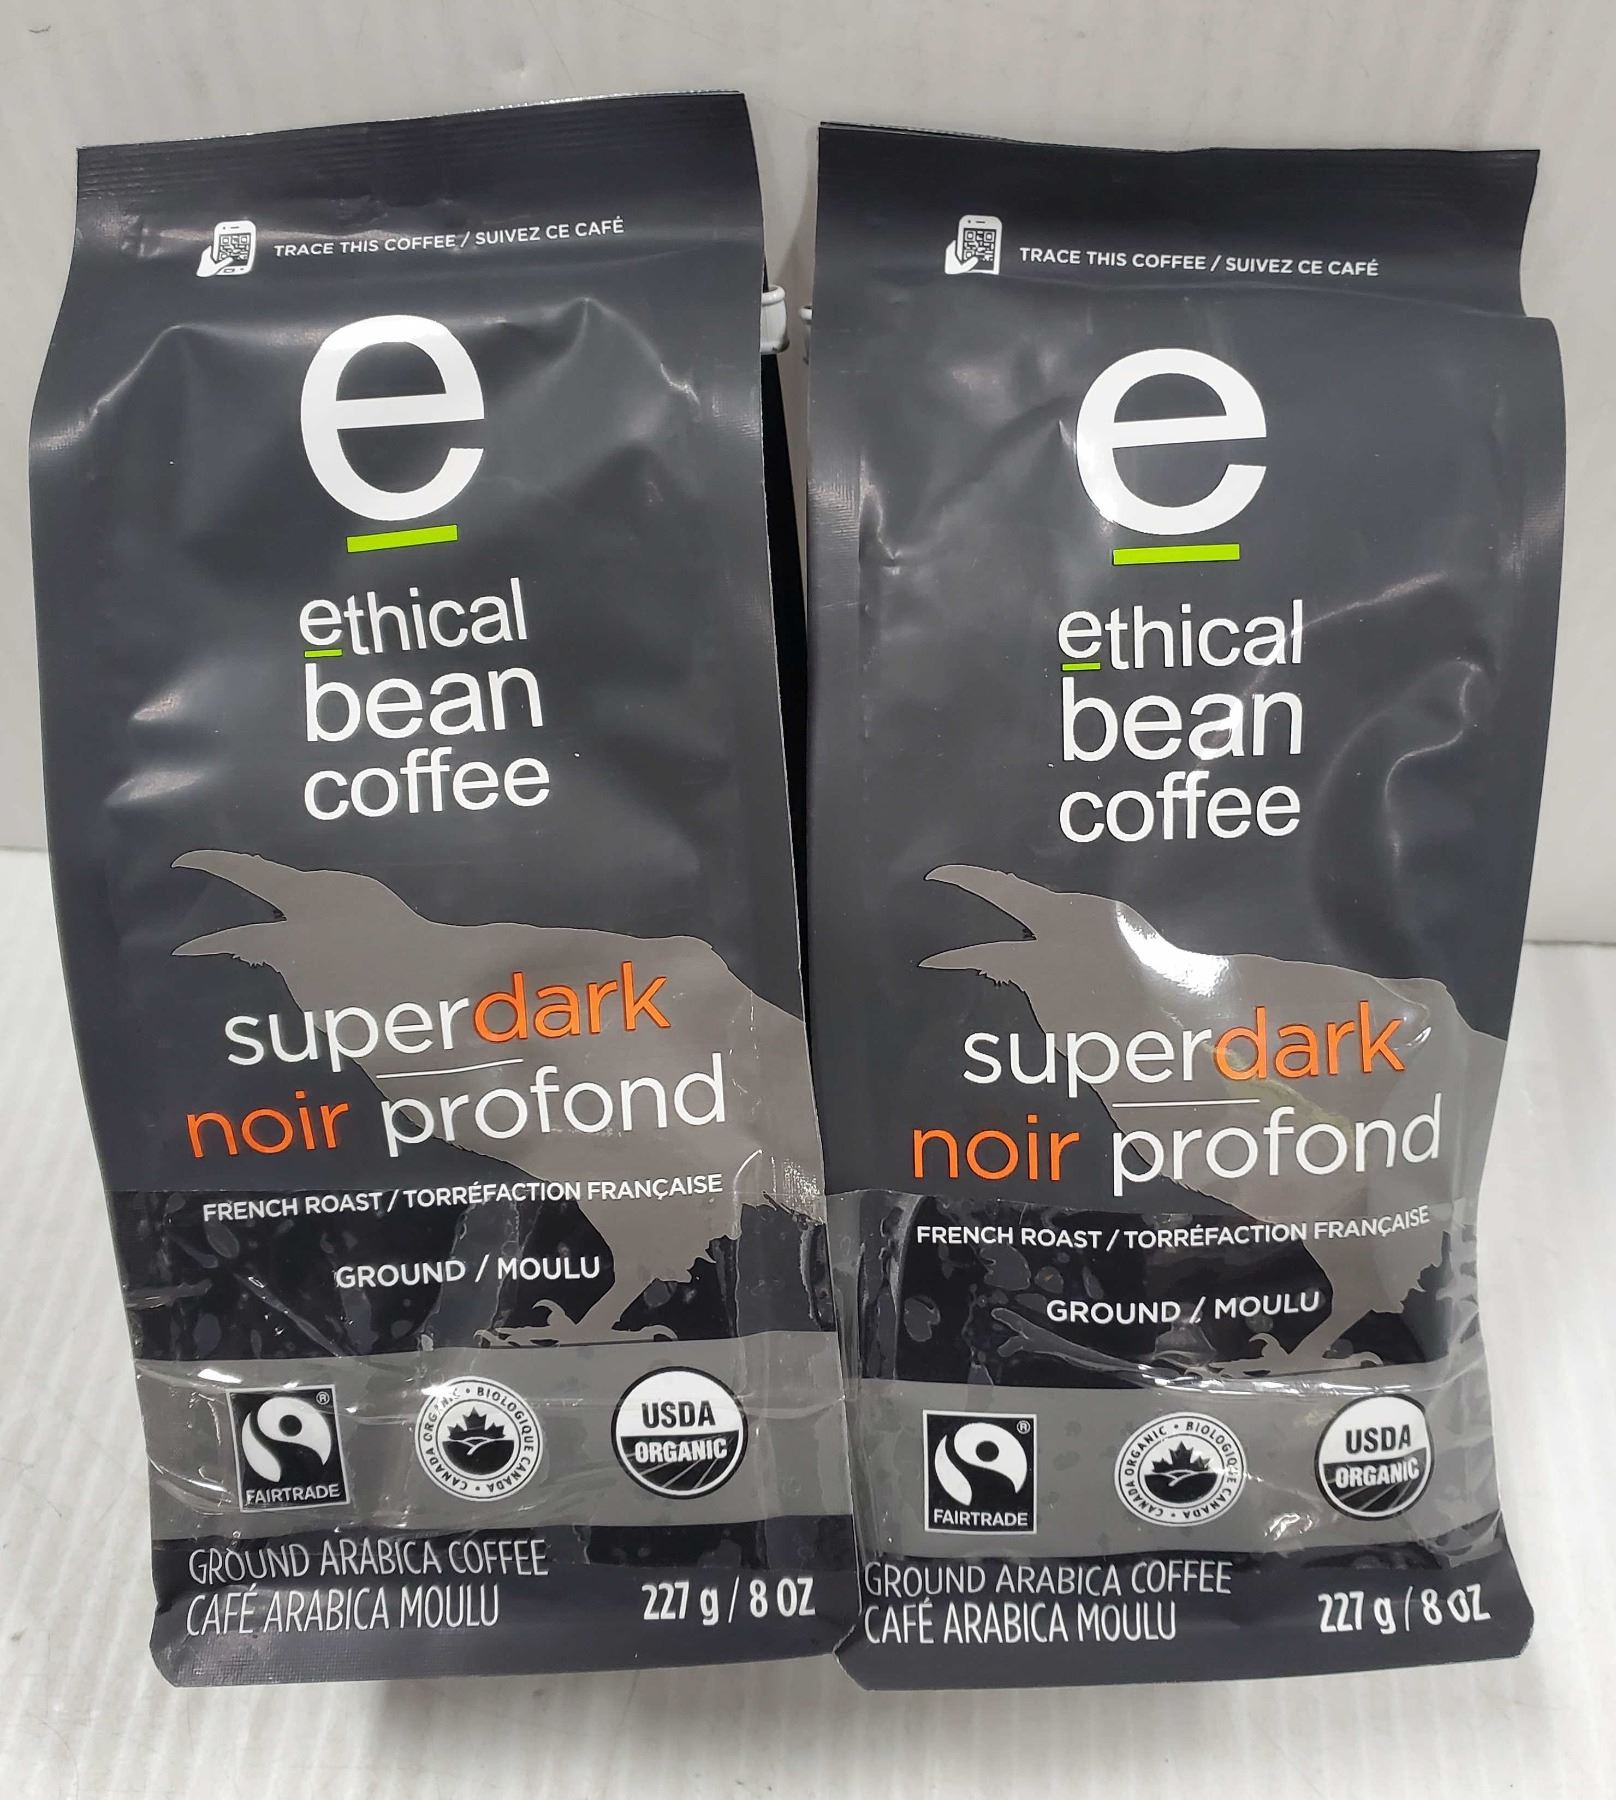 TRACE THIS COFFEE / SUIVEZ CE CAFÉ
e
ethical
bean
coffee
superdark
noir profond
FRENCH ROAST / TORRÉFACTION FRANÇAISE
GROUND / MOULU
FAIRTRADE ®
CANADA ORGANIC • BIOLOGIQUE CANADA •
USDA
ORGANIC
GROUND ARABICA COFFEE
CAFÉ ARABICA MOULU
227 g / 8 OZ
TRACE THIS COFFEE / SUIVEZ CE CAFÉ
e
ethical
bean
coffee
superdark
noir profond
FRENCH ROAST / TORRÉFACTION FRANÇAISE
GROUND / MOULU
FAIRTRADE ®
CANADA ORGANIC • BIOLOGIQUE CANADA •
USDA
ORGANIC
GROUND ARABICA COFFEE
CAFÉ ARABICA MOULU
227 g / 8 OZ